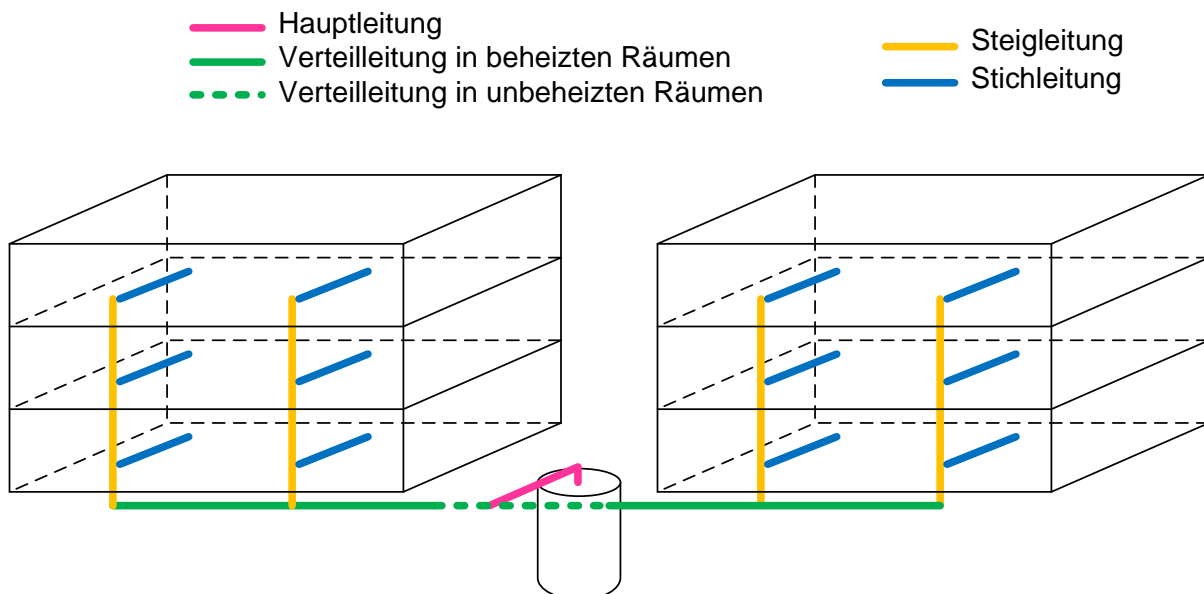 Hauptleitung
Verteilleitung in beheizten Räumen
Verteilleitung in unbeheizten Räumen
Steigleitung
Stichleitung